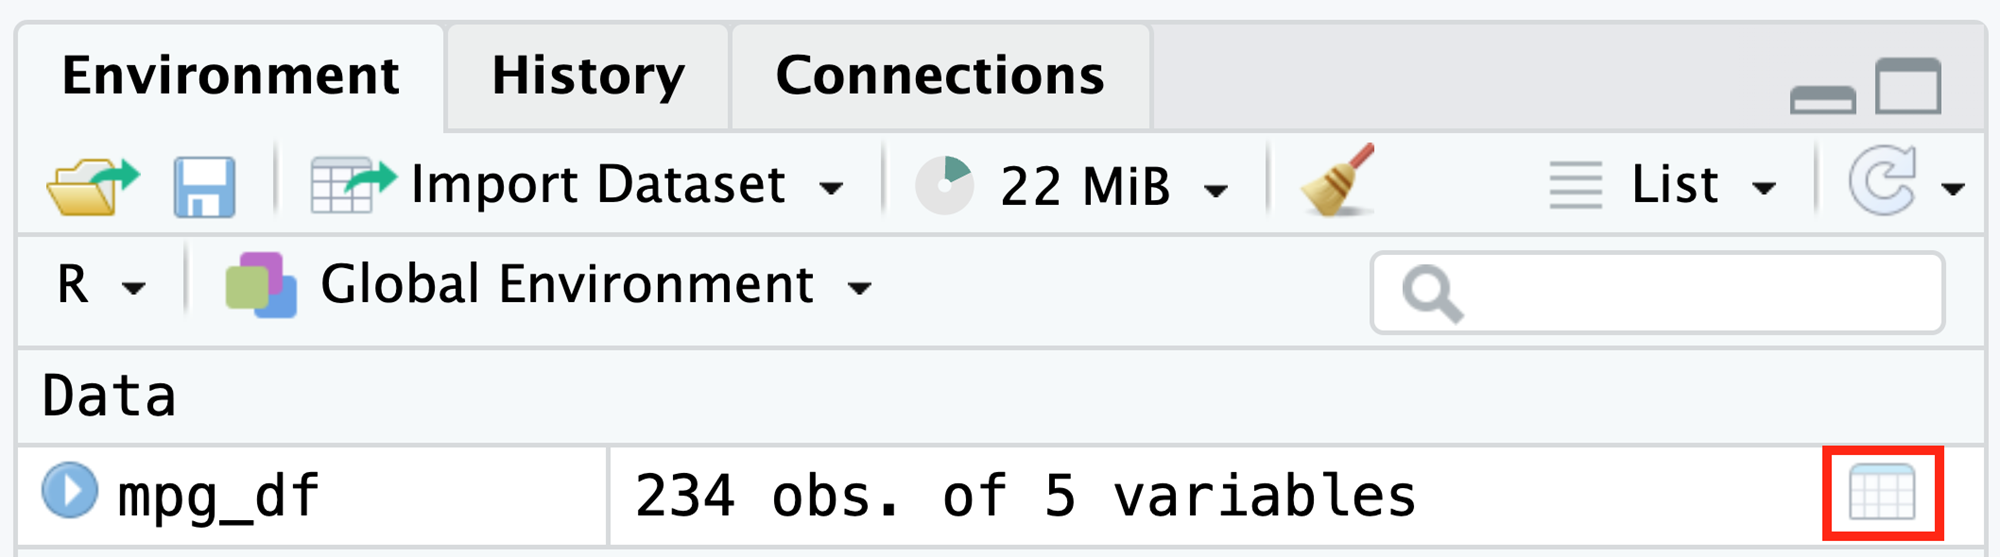 Environment History Connections
Import Dataset 22 MiB List
R Global Environment
Data
mpg_df 234 obs. of 5 variables